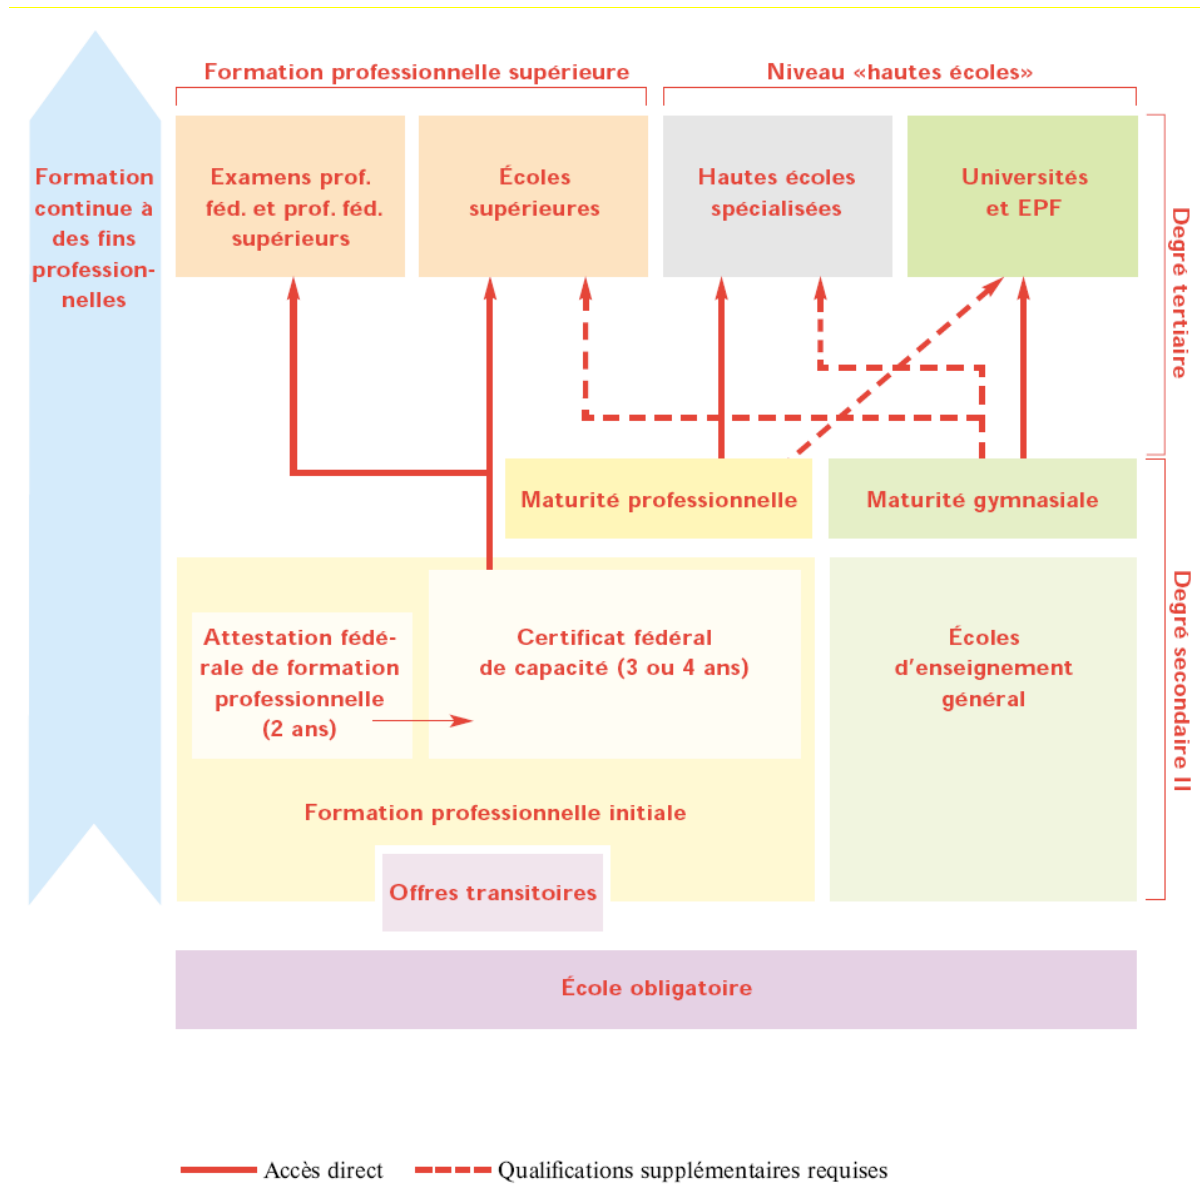 Formation professionnelle supérieure
Niveau «hautes écoles»
Formation
continue à
des fins
profession-
nelles
Examens prof.
féd. et prof. féd.
supérieurs
Écoles
supérieures
Hautes écoles
spécialisées
Universités
et EPF
Degré tertiaire
Maturité professionnelle
Maturité gymnasiale
Attestation fédé-
rale de formation
professionnelle
(2 ans)
Certificat fédéral
de capacité (3 ou 4 ans)
Écoles
d'enseignement
général
Degré secondaire II
Formation professionnelle initiale
Offres transitoires
École obligatoire
Accès direct
Qualifications supplémentaires requises